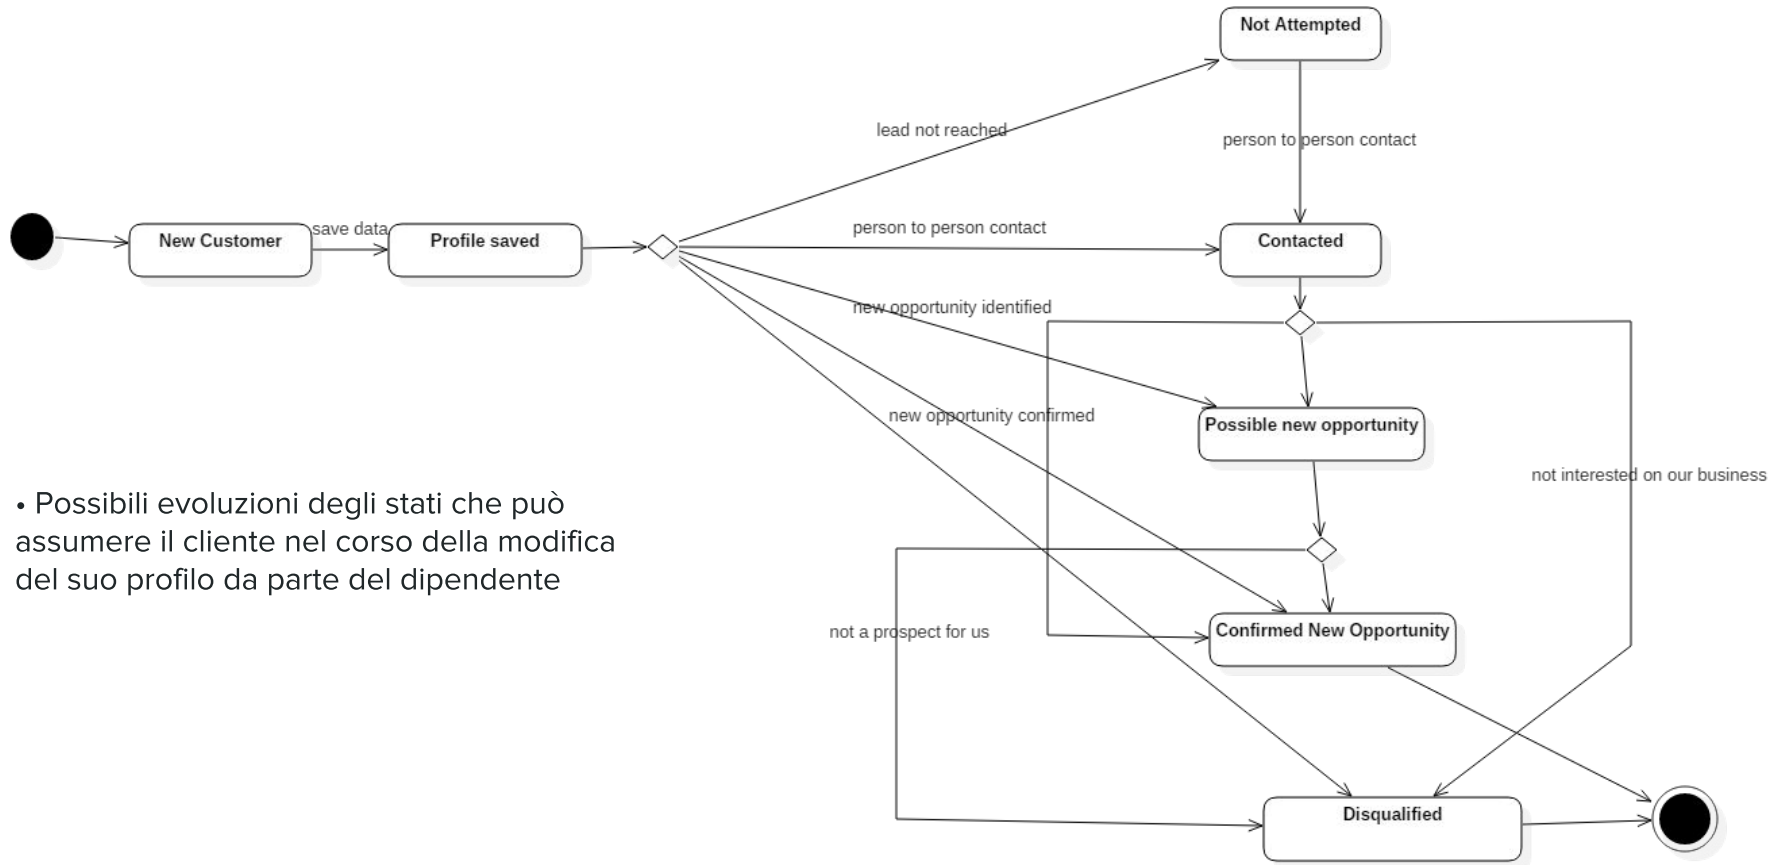 Not Attempted
lead not reached
person to person contact
save data
New Customer
Profile saved
person to person contact
Contacted
new opportunity identified
new opportunity confirmed
Possible new opportunity
not interested on our business
• Possibili evoluzioni degli stati che può
assumere il cliente nel corso della modifica
del suo profilo da parte del dipendente
not a prospect for us
Confirmed New Opportunity
Disqualified